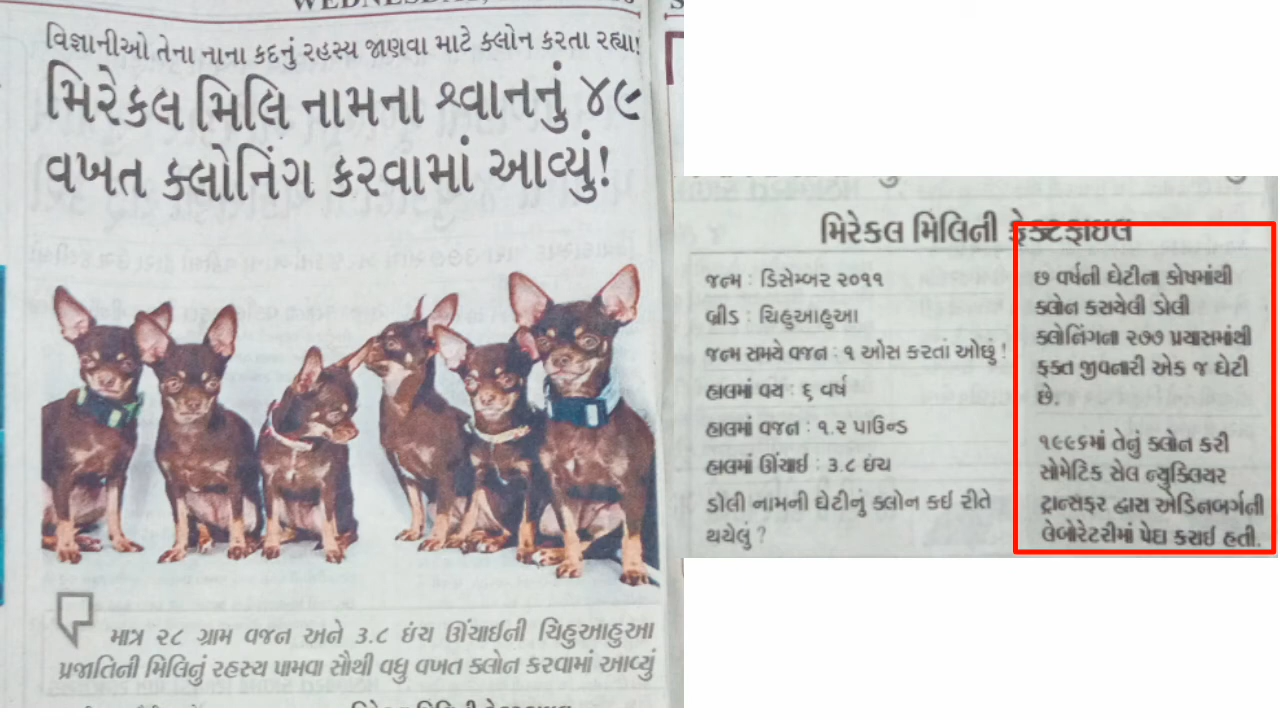 વિજ્ઞાનીઓ તેના નાના કદનું રહસ્ય જાણવા માટે ક્લોન કરતા રહ્યા!
મિરેકલ મિલિ નામના શ્વાનનું ૪૯
વખત ક્લોનિંગ કરવામાં આવ્યું!
માત્ર ૨૮ ગ્રામ વજન અને ૩.૮ ઇંચ ઊંચાઈની ચિહુઆહુઆ
પ્રજાતિની મિલિનું રહસ્ય પામવા સૌથી વધુ વખત ક્લોન કરવામાં આવ્યું
મિરેકલ મિલિની ફેક્ટફાઇલ
જન્મ : ડિસેમ્બર ૨૦૧૧
બ્રીડ : ચિહુઆહુઆ
જન્મ સમયે વજન : ૧ ઓસ કરતાં ઓછું !
હાલમાં વય : ૬ વર્ષ
હાલમાં વજન : ૧.૨ પાઉન્ડ
હાલમાં ઊંચાઈ : ૩.૮ ઇંચ
ડોલી નામની ઘેટીનું ક્લોન કઈ રીતે
થયેલું ?
છ વર્ષની ઘેટીના કોષમાંથી
ક્લોન કરાયેલી ડોલી
ક્લોનિંગના ૨૭૭ પ્રયાસમાંથી
ફક્ત જીવનારી એક જ ઘેટી
છે.
૧૯૯૬માં તેનું ક્લોન કરી
સોમેટિક સેલ ન્યુક્લિયર
ટ્રાન્સફર દ્વારા એડિનબર્ગની
લેબોરેટરીમાં પેદા કરાઈ હતી.